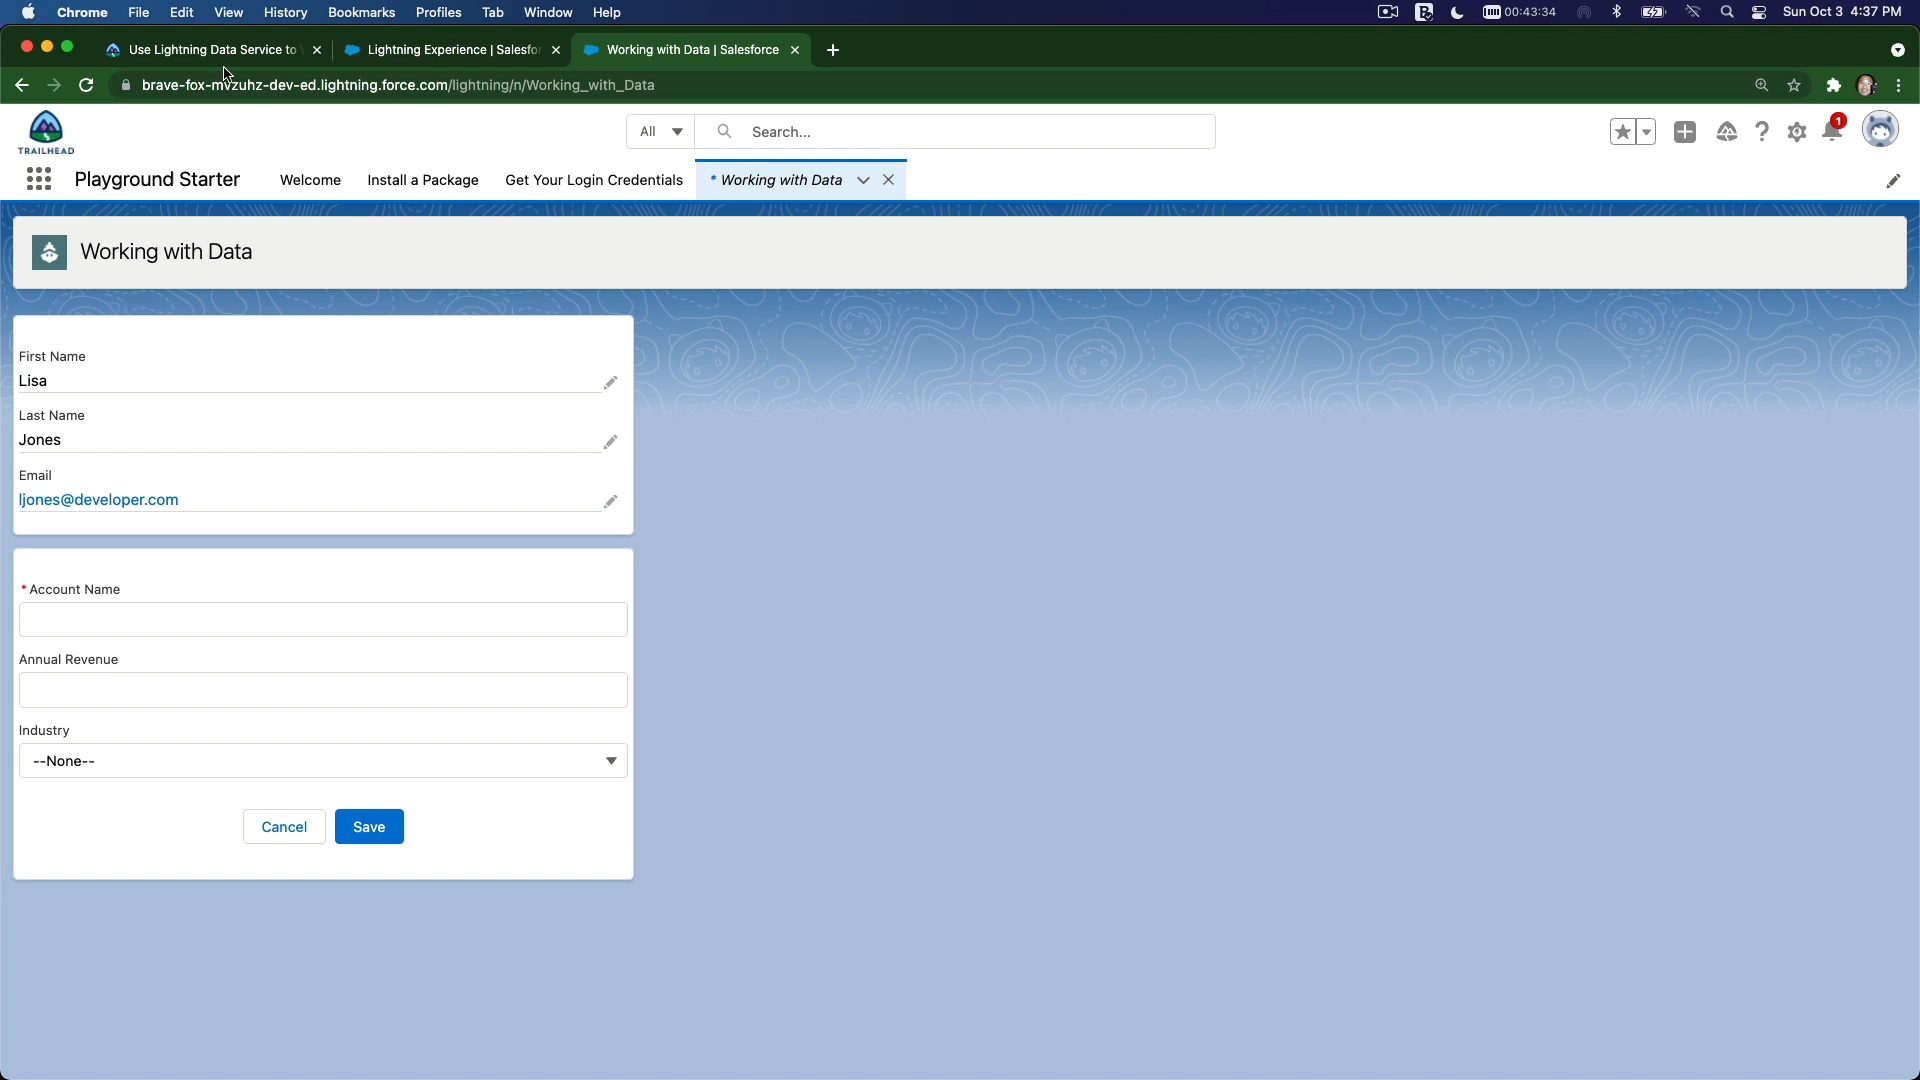 Chrome File Edit View History Bookmarks Profiles Tab Window Help 00:43:34 Sun Oct 3 4:37 PM
Use Lightning Data Service to Lightning Experience | Salesfor Working with Data | Salesforce
brave-fox-mvzuhz-dev-ed.lightning.force.com/lightning/n/Working_with_Data
TRAILHEAD
All Search... 1
Playground Starter Welcome Install a Package Get Your Login Credentials * Working with Data
Working with Data
First Name
Lisa
Last Name
Jones
Email
ljones@developer.com
* Account Name
Annual Revenue
Industry
--None--
Cancel Save